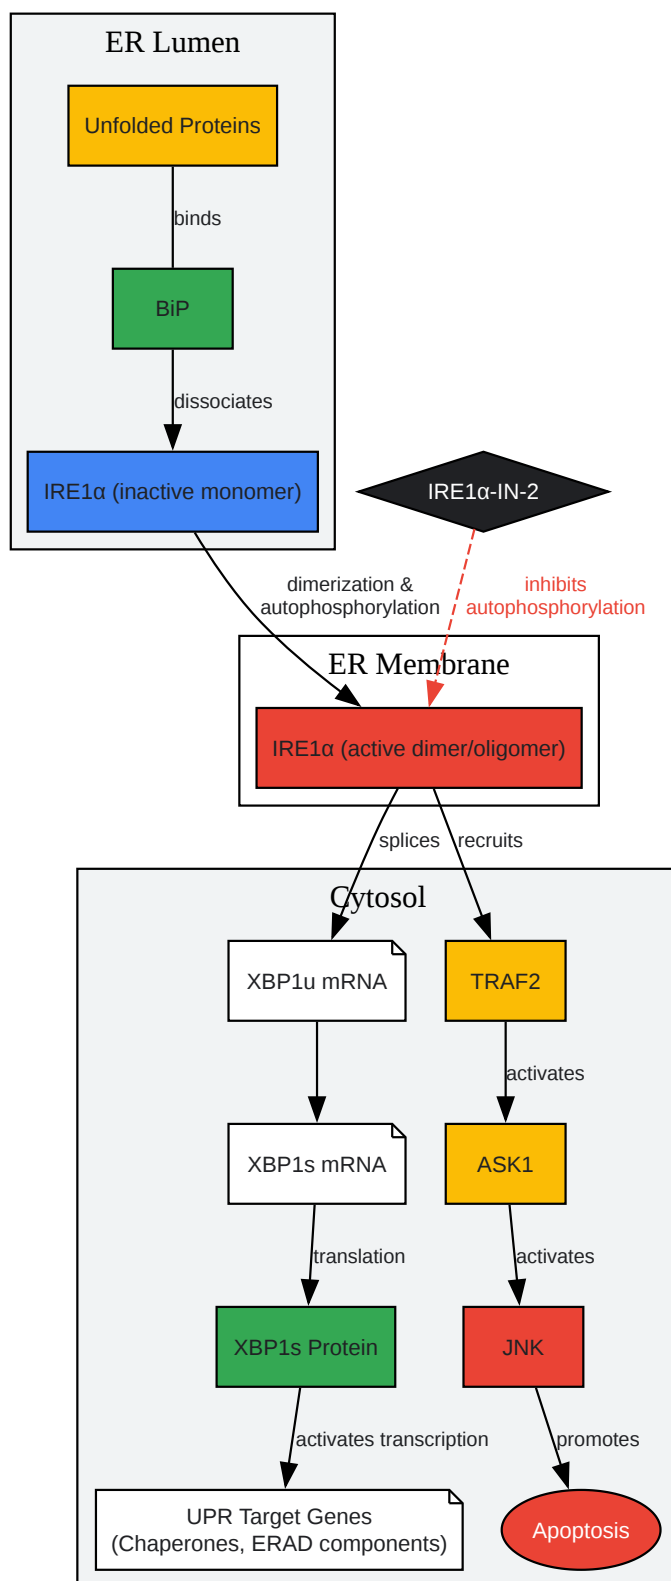 ER Lumen
Unfolded Proteins
binds
BiP
dissociates
IRE1α (inactive monomer)
IRE1α-IN-2
dimerization &
autophosphorylation
inhibits
autophosphorylation
ER Membrane
IRE1α (active dimer/oligomer)
splices
recruits
Cytosol
XBP1u mRNA
TRAF2
activates
XBP1s mRNA
ASK1
translation
activates
XBP1s Protein
JNK
activates transcription
promotes
UPR Target Genes
(Chaperones, ERAD components)
Apoptosis